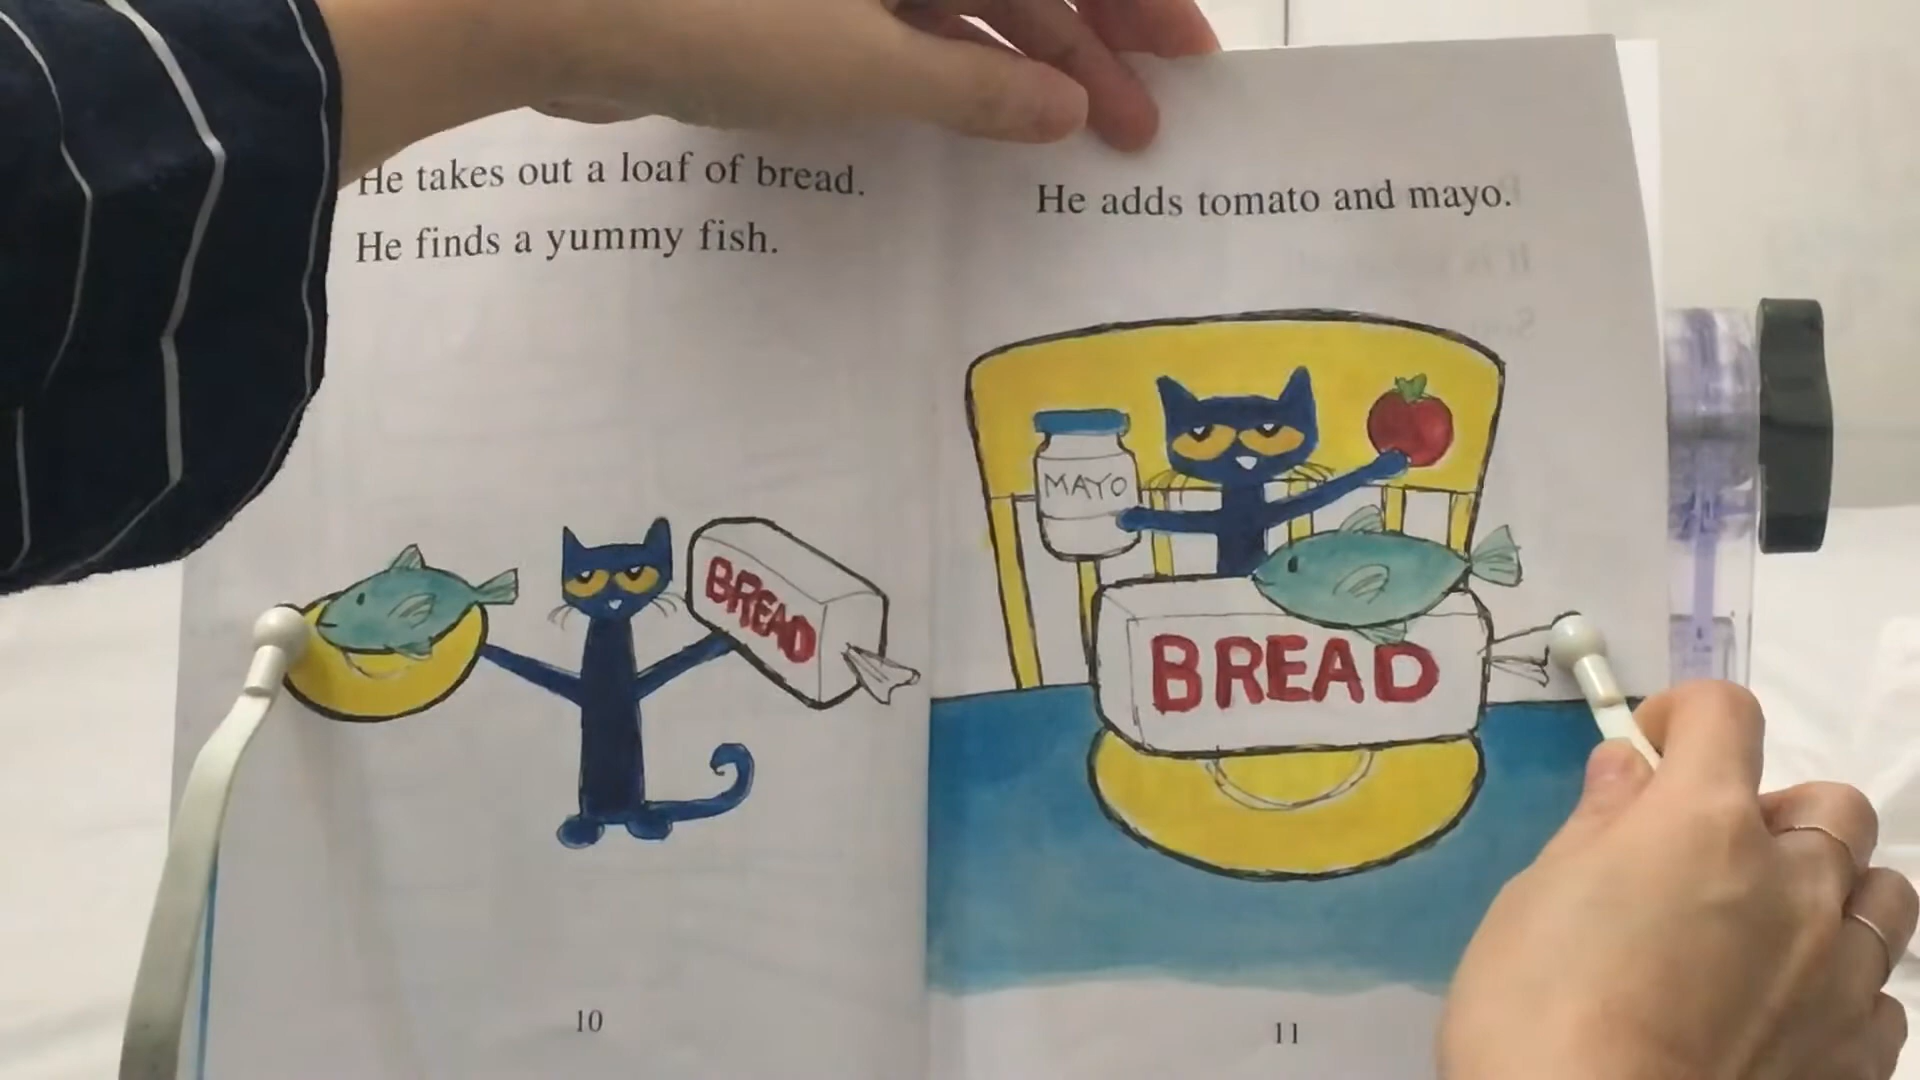 He takes out a loaf of bread.
He finds a yummy fish.
BREAD
10
He adds tomato and mayo.
MAYO
BREAD
11